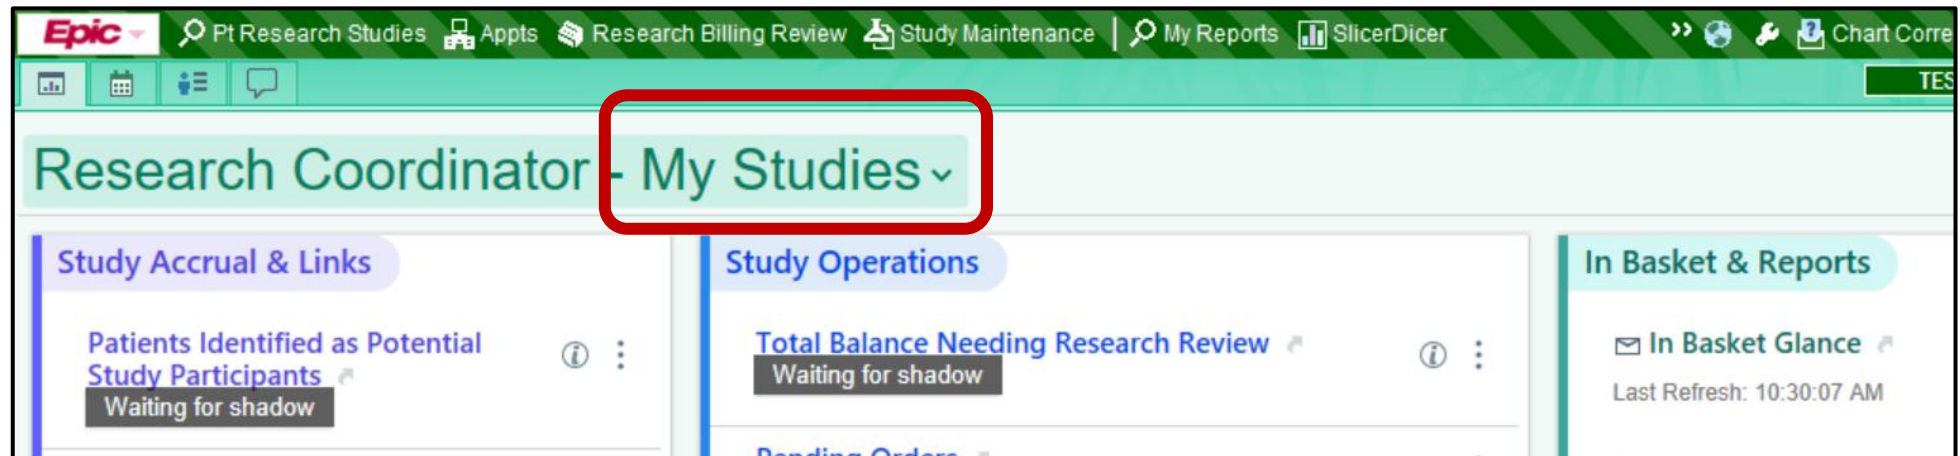 Epic Pt Research Studies Appts Research Billing Review Study Maintenance My Reports SlicerDicer Chart Corre
TES
Research Coordinator - My Studies
Study Accrual & Links
Patients Identified as Potential
Study Participants
Waiting for shadow
Study Operations
Total Balance Needing Research Review
Waiting for shadow
Pending Orders
In Basket & Reports
In Basket Glance
Last Refresh: 10:30:07 AM